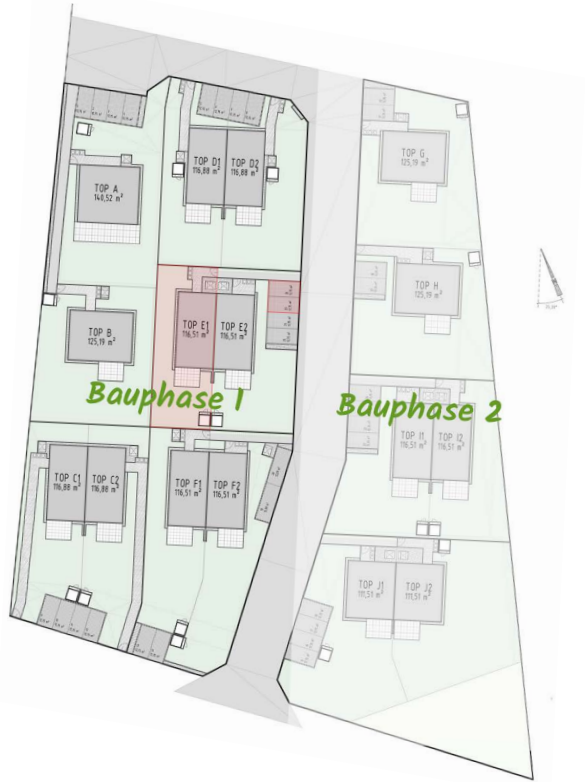 TOP D1
116,88 m²
TOP D2
116,88 m²
TOP G
125,19 m²
TOP A
140,52 m²
TOP H
125,19 m²
TOP E1
116,51 m²
TOP E2
116,51 m²
TOP B
125,19 m²
Bauphase 1
Bauphase 2
TOP I1
116,51 m²
TOP I2
116,51 m²
TOP C1
116,88 m²
TOP C2
116,88 m²
TOP F1
116,51 m²
TOP F2
116,51 m²
TOP J1
111,51 m²
TOP J2
111,51 m²